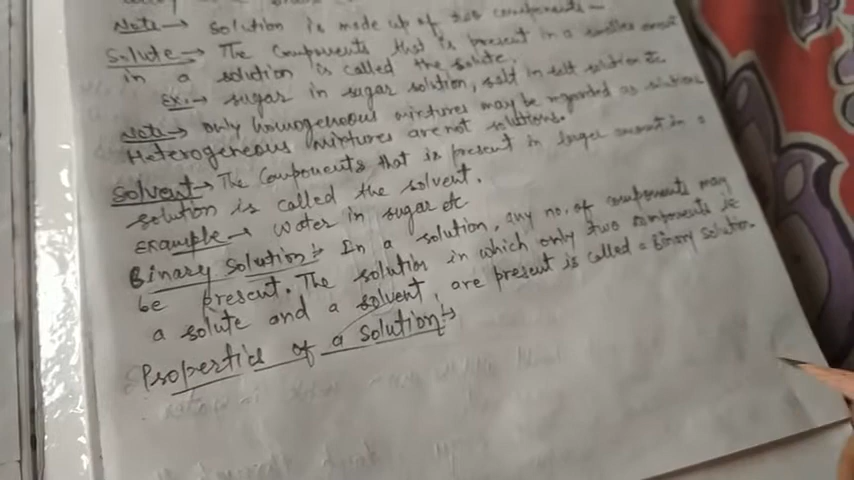 Note → Solution is made up of two components -
Solute → The Components that is present in a smaller amount
in a solution is called the solute.
Ex. → sugar in sugar solution, salt in salt solution etc.
Note → only homogeneous mixtures may be regarded as solutions
Heterogeneous mixtures are not solutions.
Solvent → The Components that is present in larger amount in a
solution is called the solvent.
Example → water in sugar etc
Binary Solution :- In a solution, any no. of components may
be present. The solution in which only two components i.e
a solute and a solvent, are present is called a Binary solution.
Properties of a solution :-